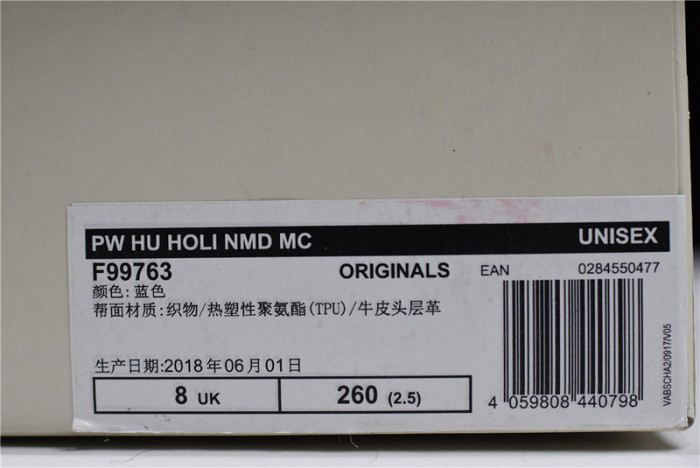 PW HU HOLI NMD MC UNISEX
F99763 ORIGINALS EAN 0284550477
颜色: 蓝色
帮面材质:织物/热塑性聚氨酯(TPU)/牛皮头层革
生产日期:2018年06月01日
8 UK 260 (2.5)
4 059808 440798
VABSCHA2/0917/V05